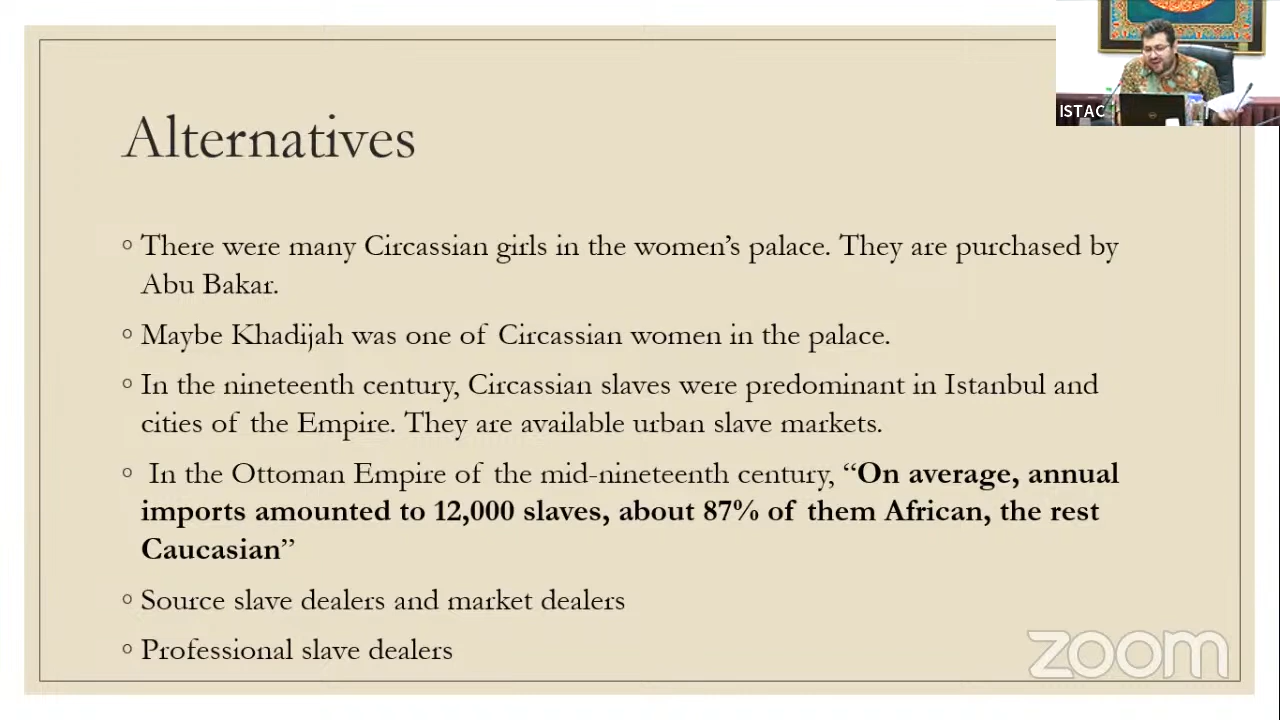 ISTAC
Alternatives
There were many Circassian girls in the women's palace. They are purchased by
Abu Bakar.
Maybe Khadijah was one of Circassian women in the palace.
In the nineteenth century, Circassian slaves were predominant in Istanbul and
cities of the Empire. They are available urban slave markets.
In the Ottoman Empire of the mid-nineteenth century, “On average, annual
imports amounted to 12,000 slaves, about 87% of them African, the rest
Caucasian”
Source slave dealers and market dealers
Professional slave dealers
zoom